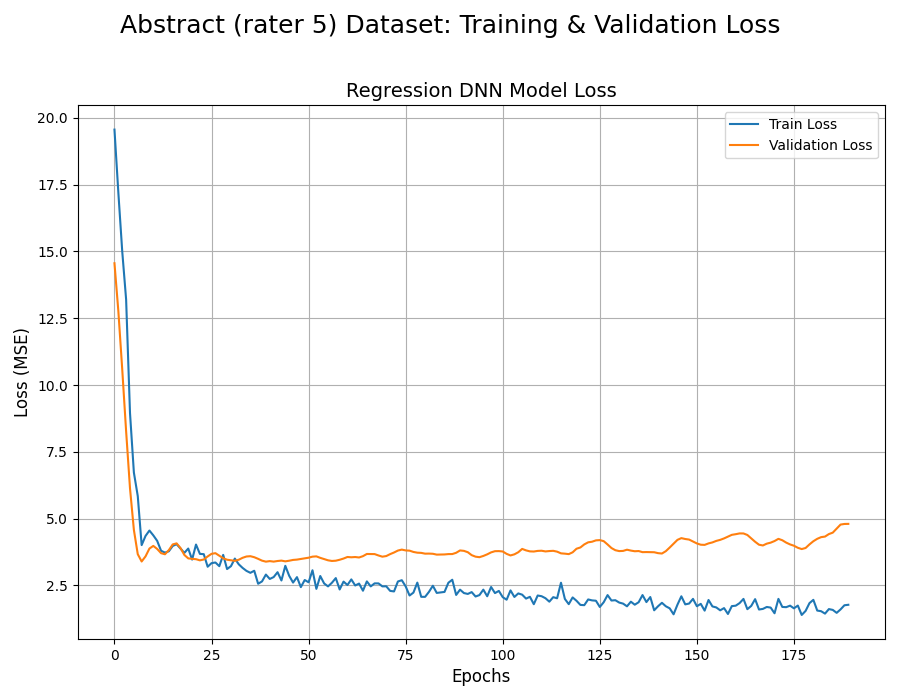 Abstract (rater 5) Dataset: Training & Validation Loss
Regression DNN Model Loss
Train Loss
Validation Loss
20.0
17.5
15.0
12.5
10.0
7.5
5.0
2.5
Loss (MSE)
0 25 50 75 100 125 150 175
Epochs